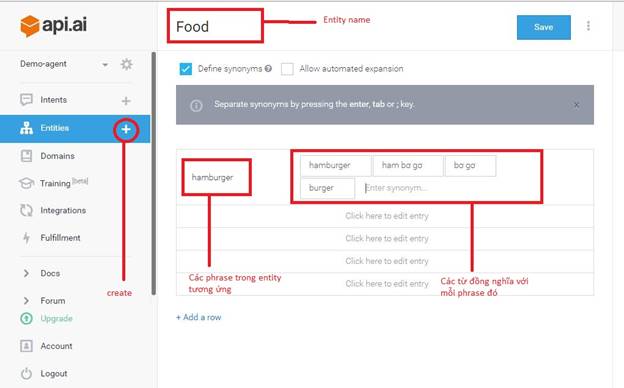 api.ai
Food
Entity name
Save
Demo-agent
Define synonyms
Allow automated expansion
Intents
Separate synonyms by pressing the enter, tab or ; key.
x
Entities
Domains
Training [beta]
Integrations
Fulfillment
hamburger
hamburger
ham bơ gơ
bơ gơ
burger
Enter synonym...
Click here to edit entry
Click here to edit entry
Click here to edit entry
Click here to edit entry
Các phrase trong entity
tương ứng
Các từ đồng nghĩa với
mỗi phrase đó
create
+ Add a row
Docs
Forum
Upgrade
Account
Logout